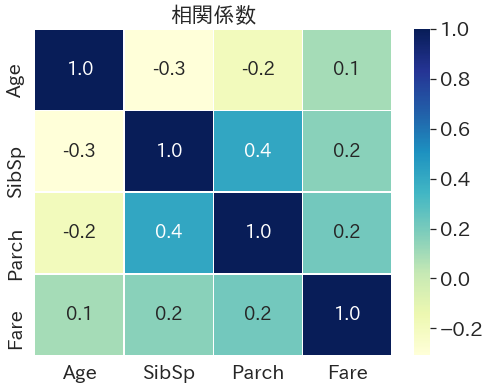 相関係数
Age 1.0 -0.3 -0.2 0.1
SibSp -0.3 1.0 0.4 0.2
Parch -0.2 0.4 1.0 0.2
Fare 0.1 0.2 0.2 1.0
Age SibSp Parch Fare
1.0
0.8
0.6
0.4
0.2
0.0
−0.2